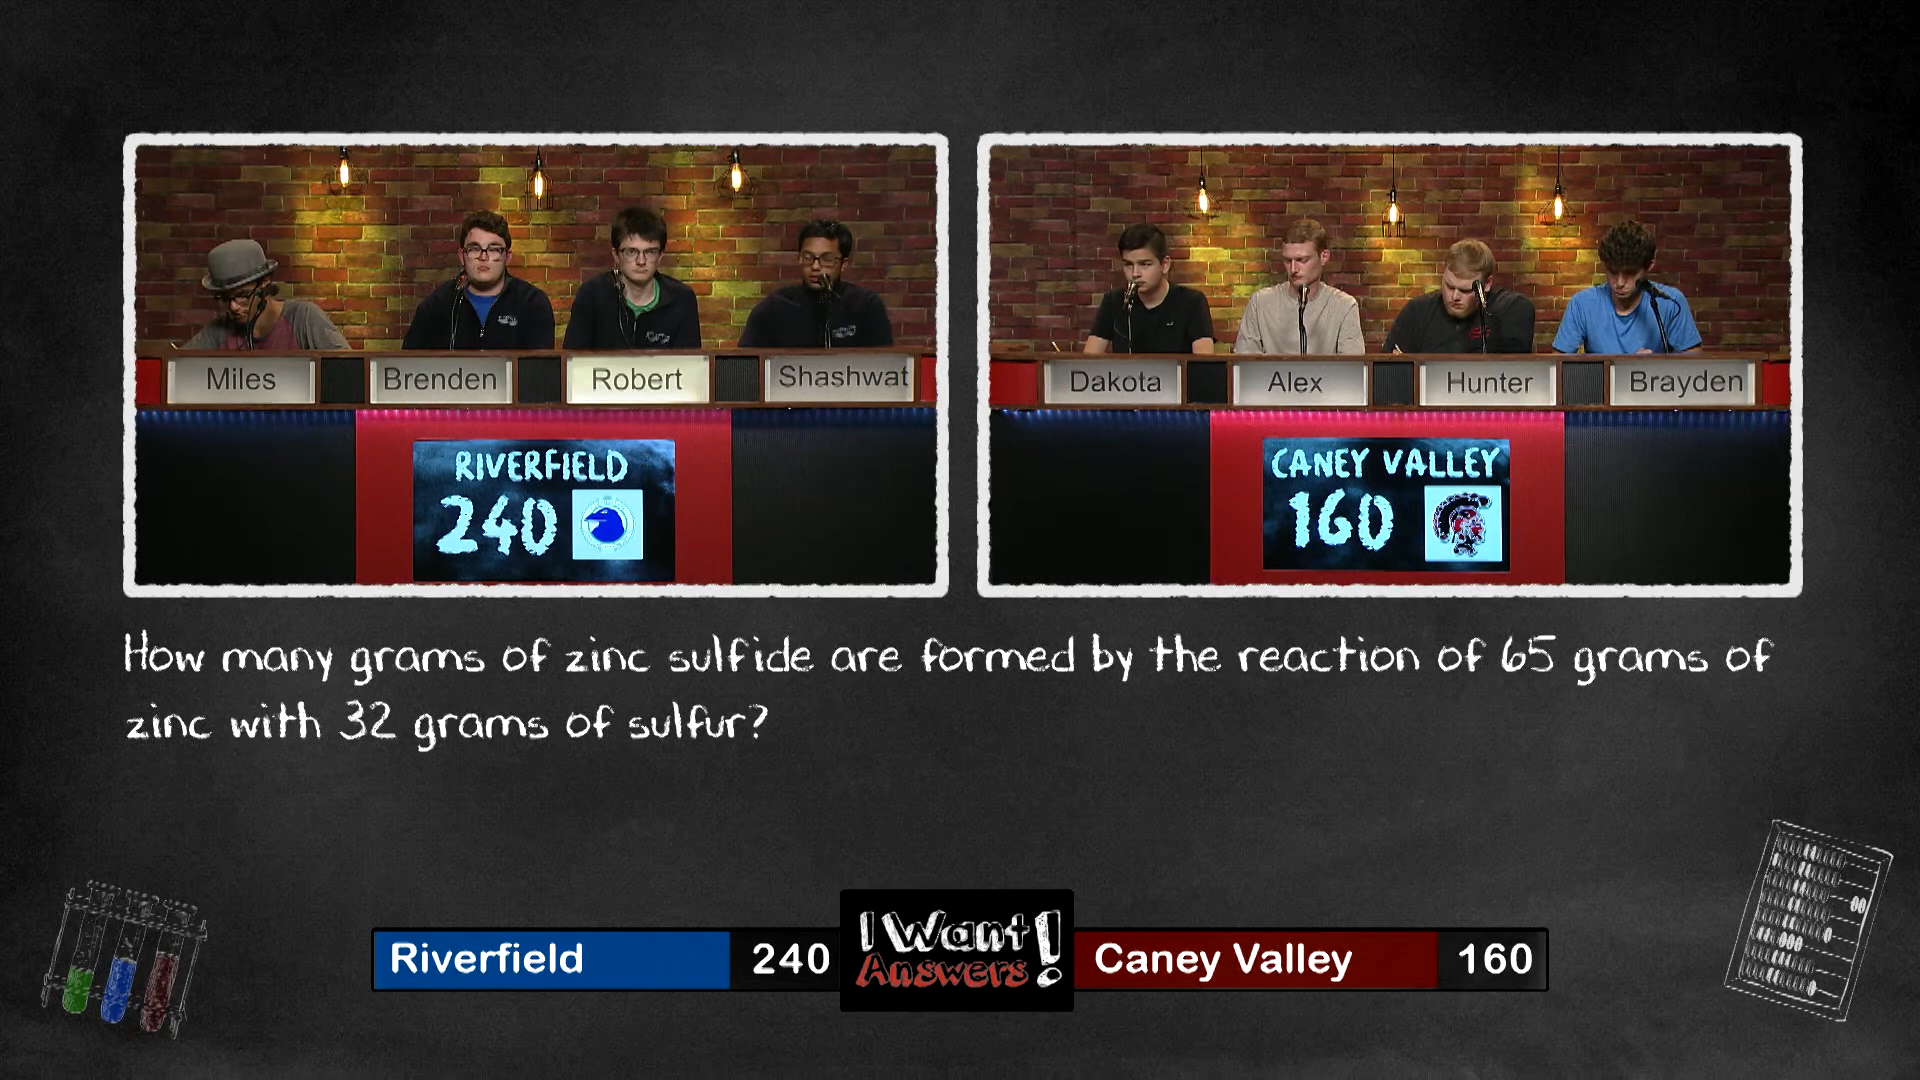 Miles
Brenden
Robert
Shashwat
RIVERFIELD
240
Dakota
Alex
Hunter
Brayden
CANEY VALLEY
160
How many grams of zinc sulfide are formed by the reaction of 65 grams of
zinc with 32 grams of sulfur?
Riverfield 240
I Want
Answers!
Caney Valley 160